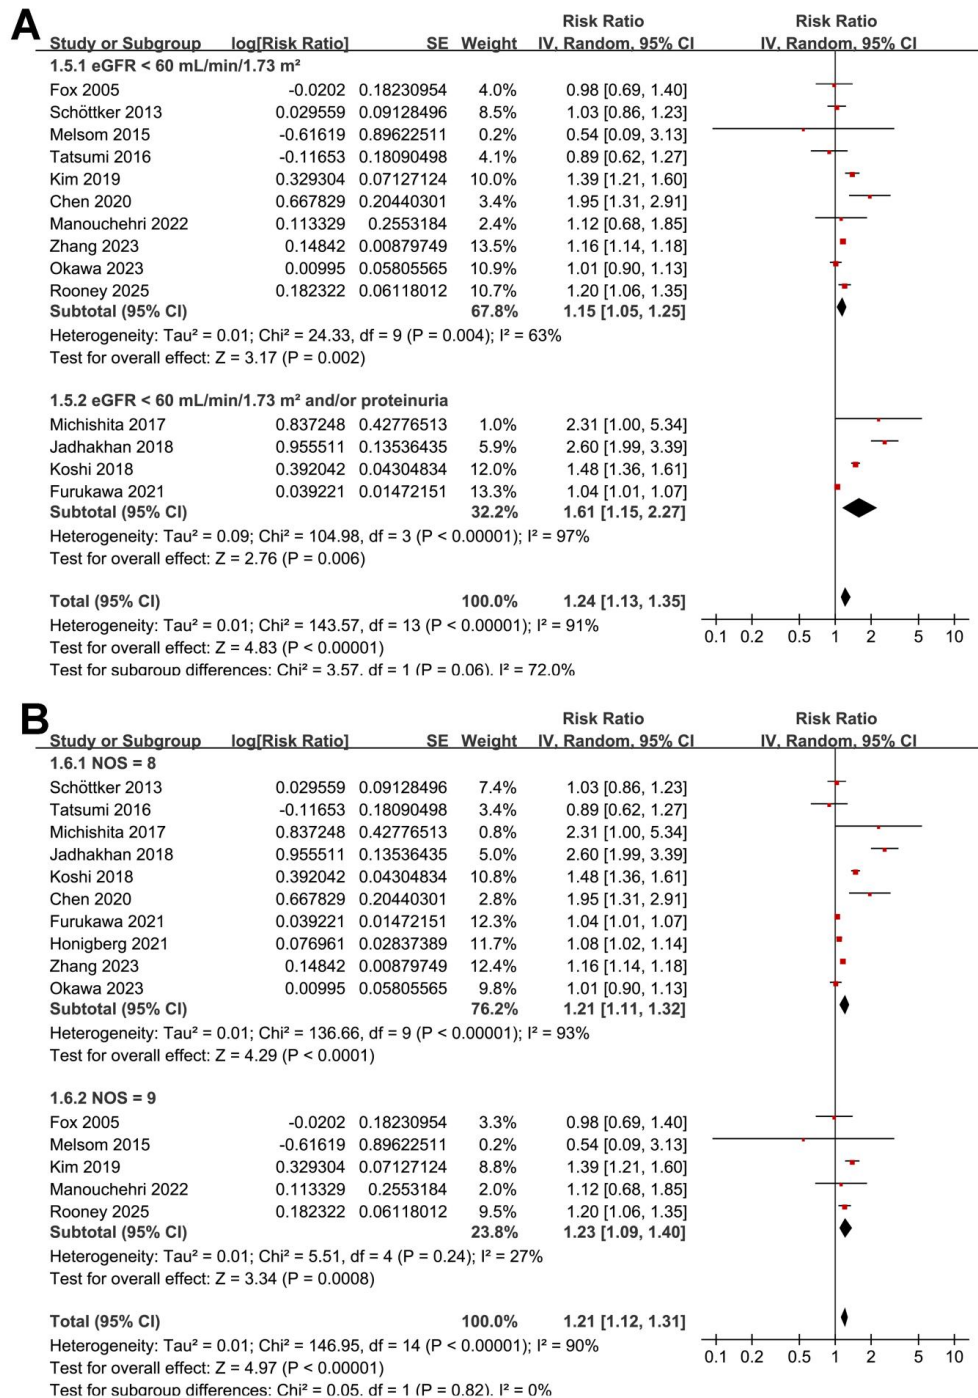 A
Risk Ratio Risk Ratio
Study or Subgroup log[Risk Ratio] SE Weight IV, Random, 95% CI IV, Random, 95% CI
1.5.1 eGFR < 60 mL/min/1.73 m²
Fox 2005 -0.0202 0.18230954 4.0% 0.98 [0.69, 1.40]
Schöttker 2013 0.029559 0.09128496 8.5% 1.03 [0.86, 1.23]
Melsom 2015 -0.61619 0.89622511 0.2% 0.54 [0.09, 3.13]
Tatsumi 2016 -0.11653 0.18090498 4.1% 0.89 [0.62, 1.27]
Kim 2019 0.329304 0.07127124 10.0% 1.39 [1.21, 1.60]
Chen 2020 0.667829 0.20440301 3.4% 1.95 [1.31, 2.91]
Manouchehri 2022 0.113329 0.2553184 2.4% 1.12 [0.68, 1.85]
Zhang 2023 0.14842 0.00879749 13.5% 1.16 [1.14, 1.18]
Okawa 2023 0.00995 0.05805565 10.9% 1.01 [0.90, 1.13]
Rooney 2025 0.182322 0.06118012 10.7% 1.20 [1.06, 1.35]
Subtotal (95% CI) 67.8% 1.15 [1.05, 1.25]
Heterogeneity: Tau² = 0.01; Chi² = 24.33, df = 9 (P = 0.004); I² = 63%
Test for overall effect: Z = 3.17 (P = 0.002)
1.5.2 eGFR < 60 mL/min/1.73 m² and/or proteinuria
Michishita 2017 0.837248 0.42776513 1.0% 2.31 [1.00, 5.34]
Jadhakhan 2018 0.955511 0.13536435 5.9% 2.60 [1.99, 3.39]
Koshi 2018 0.392042 0.04304834 12.0% 1.48 [1.36, 1.61]
Furukawa 2021 0.039221 0.01472151 13.3% 1.04 [1.01, 1.07]
Subtotal (95% CI) 32.2% 1.61 [1.15, 2.27]
Heterogeneity: Tau² = 0.09; Chi² = 104.98, df = 3 (P < 0.00001); I² = 97%
Test for overall effect: Z = 2.76 (P = 0.006)
Total (95% CI) 100.0% 1.24 [1.13, 1.35]
Heterogeneity: Tau² = 0.01; Chi² = 143.57, df = 13 (P < 0.00001); I² = 91%
Test for overall effect: Z = 4.83 (P < 0.00001)
Test for subgroup differences: Chi² = 3.57, df = 1 (P = 0.06), I² = 72.0%
0.1 0.2 0.5 1 2 5 10
B
Risk Ratio Risk Ratio
Study or Subgroup log[Risk Ratio] SE Weight IV, Random, 95% CI IV, Random, 95% CI
1.6.1 NOS = 8
Schöttker 2013 0.029559 0.09128496 7.4% 1.03 [0.86, 1.23]
Tatsumi 2016 -0.11653 0.18090498 3.4% 0.89 [0.62, 1.27]
Michishita 2017 0.837248 0.42776513 0.8% 2.31 [1.00, 5.34]
Jadhakhan 2018 0.955511 0.13536435 5.0% 2.60 [1.99, 3.39]
Koshi 2018 0.392042 0.04304834 10.8% 1.48 [1.36, 1.61]
Chen 2020 0.667829 0.20440301 2.8% 1.95 [1.31, 2.91]
Furukawa 2021 0.039221 0.01472151 12.3% 1.04 [1.01, 1.07]
Honigberg 2021 0.076961 0.02837389 11.7% 1.08 [1.02, 1.14]
Zhang 2023 0.14842 0.00879749 12.4% 1.16 [1.14, 1.18]
Okawa 2023 0.00995 0.05805565 9.8% 1.01 [0.90, 1.13]
Subtotal (95% CI) 76.2% 1.21 [1.11, 1.32]
Heterogeneity: Tau² = 0.01; Chi² = 136.66, df = 9 (P < 0.00001); I² = 93%
Test for overall effect: Z = 4.29 (P < 0.0001)
1.6.2 NOS = 9
Fox 2005 -0.0202 0.18230954 3.3% 0.98 [0.69, 1.40]
Melsom 2015 -0.61619 0.89622511 0.2% 0.54 [0.09, 3.13]
Kim 2019 0.329304 0.07127124 8.8% 1.39 [1.21, 1.60]
Manouchehri 2022 0.113329 0.2553184 2.0% 1.12 [0.68, 1.85]
Rooney 2025 0.182322 0.06118012 9.5% 1.20 [1.06, 1.35]
Subtotal (95% CI) 23.8% 1.23 [1.09, 1.40]
Heterogeneity: Tau² = 0.01; Chi² = 5.51, df = 4 (P = 0.24); I² = 27%
Test for overall effect: Z = 3.34 (P = 0.0008)
Total (95% CI) 100.0% 1.21 [1.12, 1.31]
Heterogeneity: Tau² = 0.01; Chi² = 146.95, df = 14 (P < 0.00001); I² = 90%
Test for overall effect: Z = 4.97 (P < 0.00001)
Test for subgroup differences: Chi² = 0.05, df = 1 (P = 0.82), I² = 0%
0.1 0.2 0.5 1 2 5 10